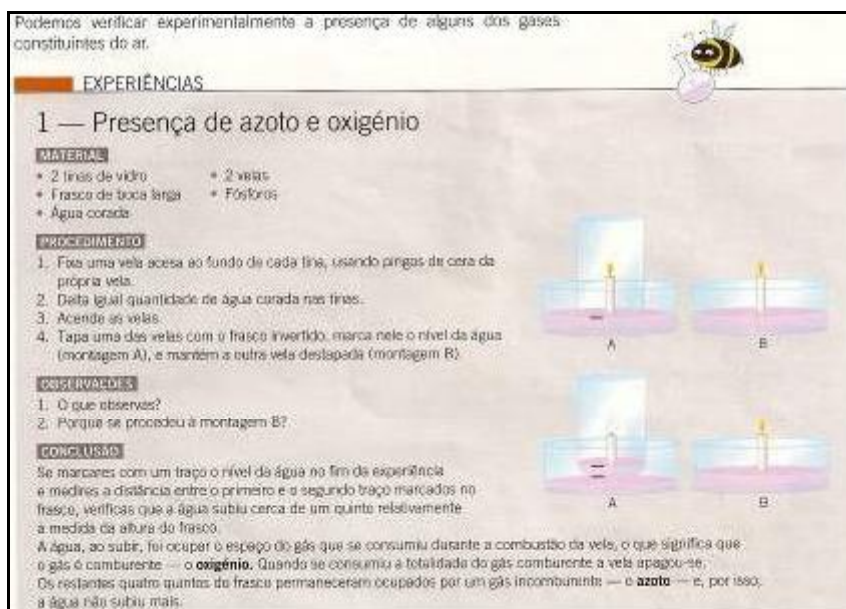 Podemos verificar experimentalmente a presença de alguns dos gases
constituintes do ar.
EXPERIÊNCIAS
1 — Presença de azoto e oxigénio
MATERIAL
• 2 tinas de vidro
• 2 velas
• Frasco de boca larga
• Fósforos
• Água corada
PROCEDIMENTO
1. Fixa uma vela acesa ao fundo de cada tina, usando pingos de cera da
própria vela.
2. Deita igual quantidade de água corada nas tinas.
3. Acende as velas.
4. Tapa uma das velas com o frasco invertido, marca nele o nível da água
(montagem A), e mantém a outra vela destapada (montagem B)
A
B
OBSERVAÇÕES
1. O que observas?
2. Porque se procedeu à montagem B?
CONCLUSÃO
Se marcares com um traço o nível da água no fim da experiência
e medires a distância entre o primeiro e o segundo traço marcados no
frasco, verificas que a água subiu cerca de um quinto relativamente
a medida da altura do frasco.
A
B
A água, ao subir, foi ocupar o espaço do gás que se consumiu durante a combustão da vela, o que significa que
o gás é comburente — o oxigénio. Quando se consumiu a totalidade do gás comburente a vela apagou-se.
Os restantes quatro quintos do frasco permaneceram ocupados por um gás incomburente — o azoto — e, por isso,
a água não subiu mais.